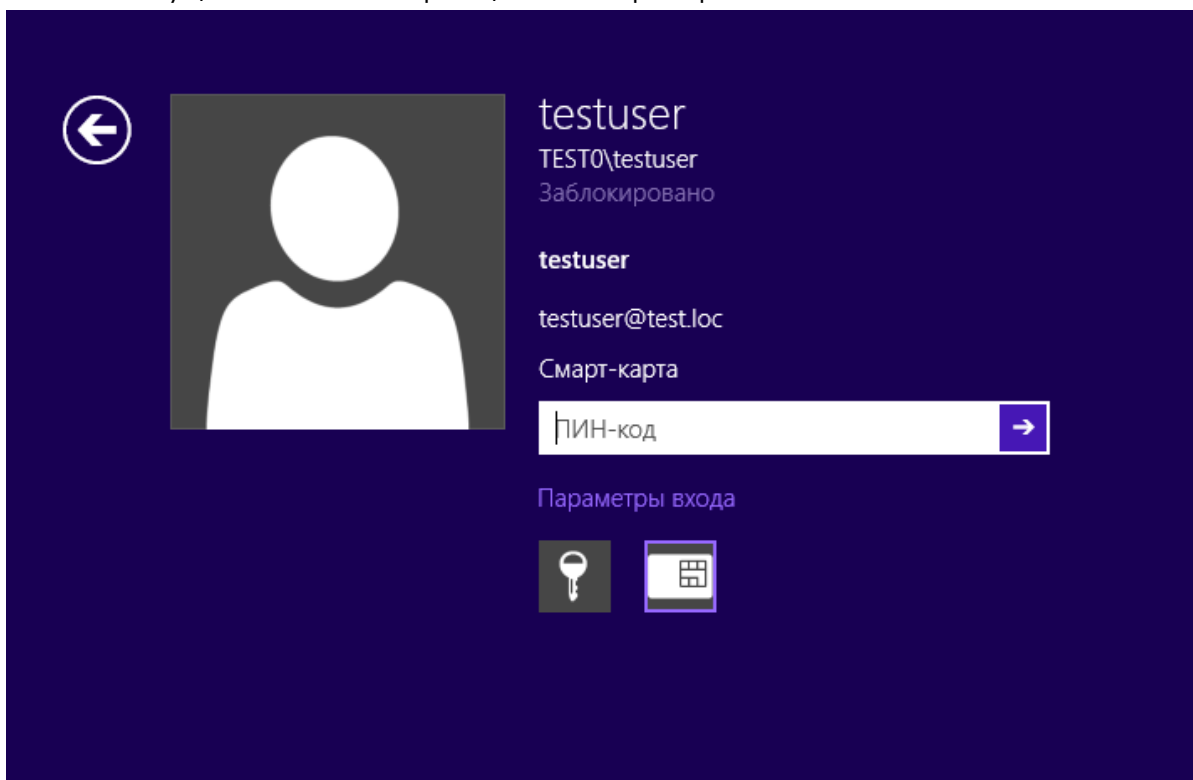 testuser
TEST0\testuser
Заблокировано
testuser
testuser@test.loc
Смарт-карта
ПИН-код
Параметры входа